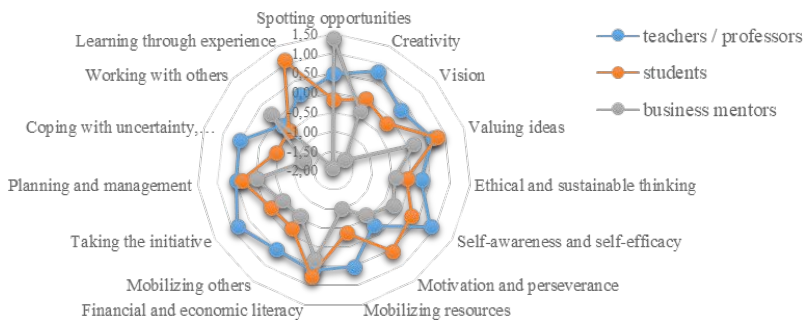 Spotting opportunities
Creativity
Vision
Valuing ideas
Ethical and sustainable thinking
Self-awareness and self-efficacy
Motivation and perseverance
Mobilizing resources
Financial and economic literacy
Mobilizing others
Taking the initiative
Planning and management
Coping with uncertainty,...
Working with others
Learning through experience
1,50
1,00
0,50
0,00
-0,50
-1,00
-1,50
-2,00
teachers / professors
students
business mentors